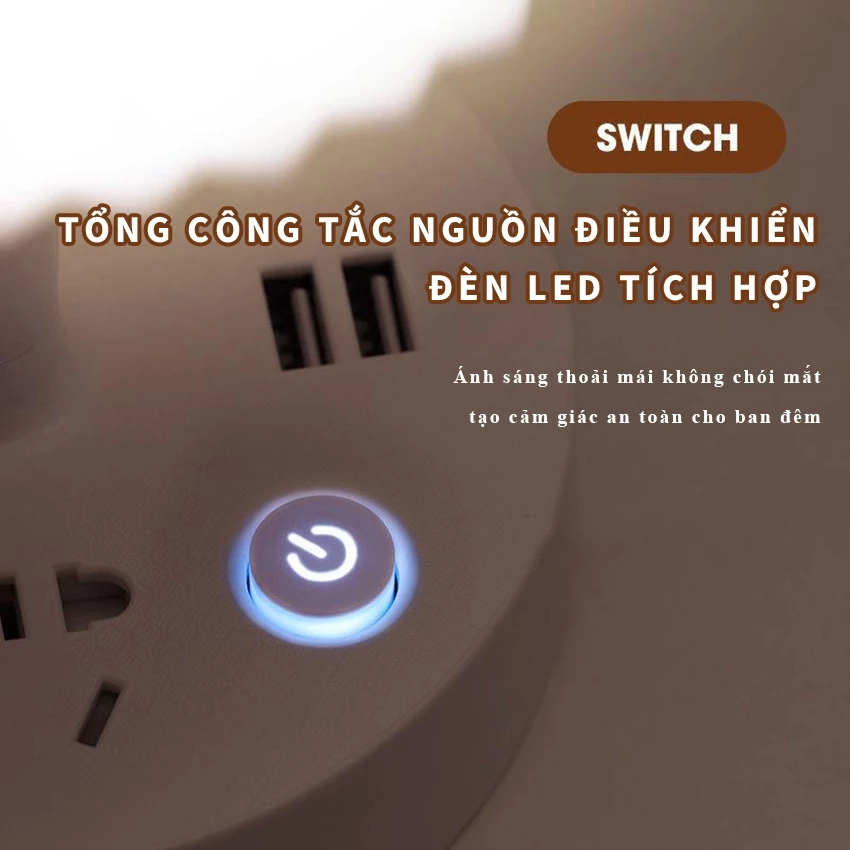 SWITCH
TỔNG CÔNG TẮC NGUỒN ĐIỀU KHIỂN
ĐÈN LED TÍCH HỢP
Ánh sáng thoải mái không chói mắt
tạo cảm giác an toàn cho ban đêm